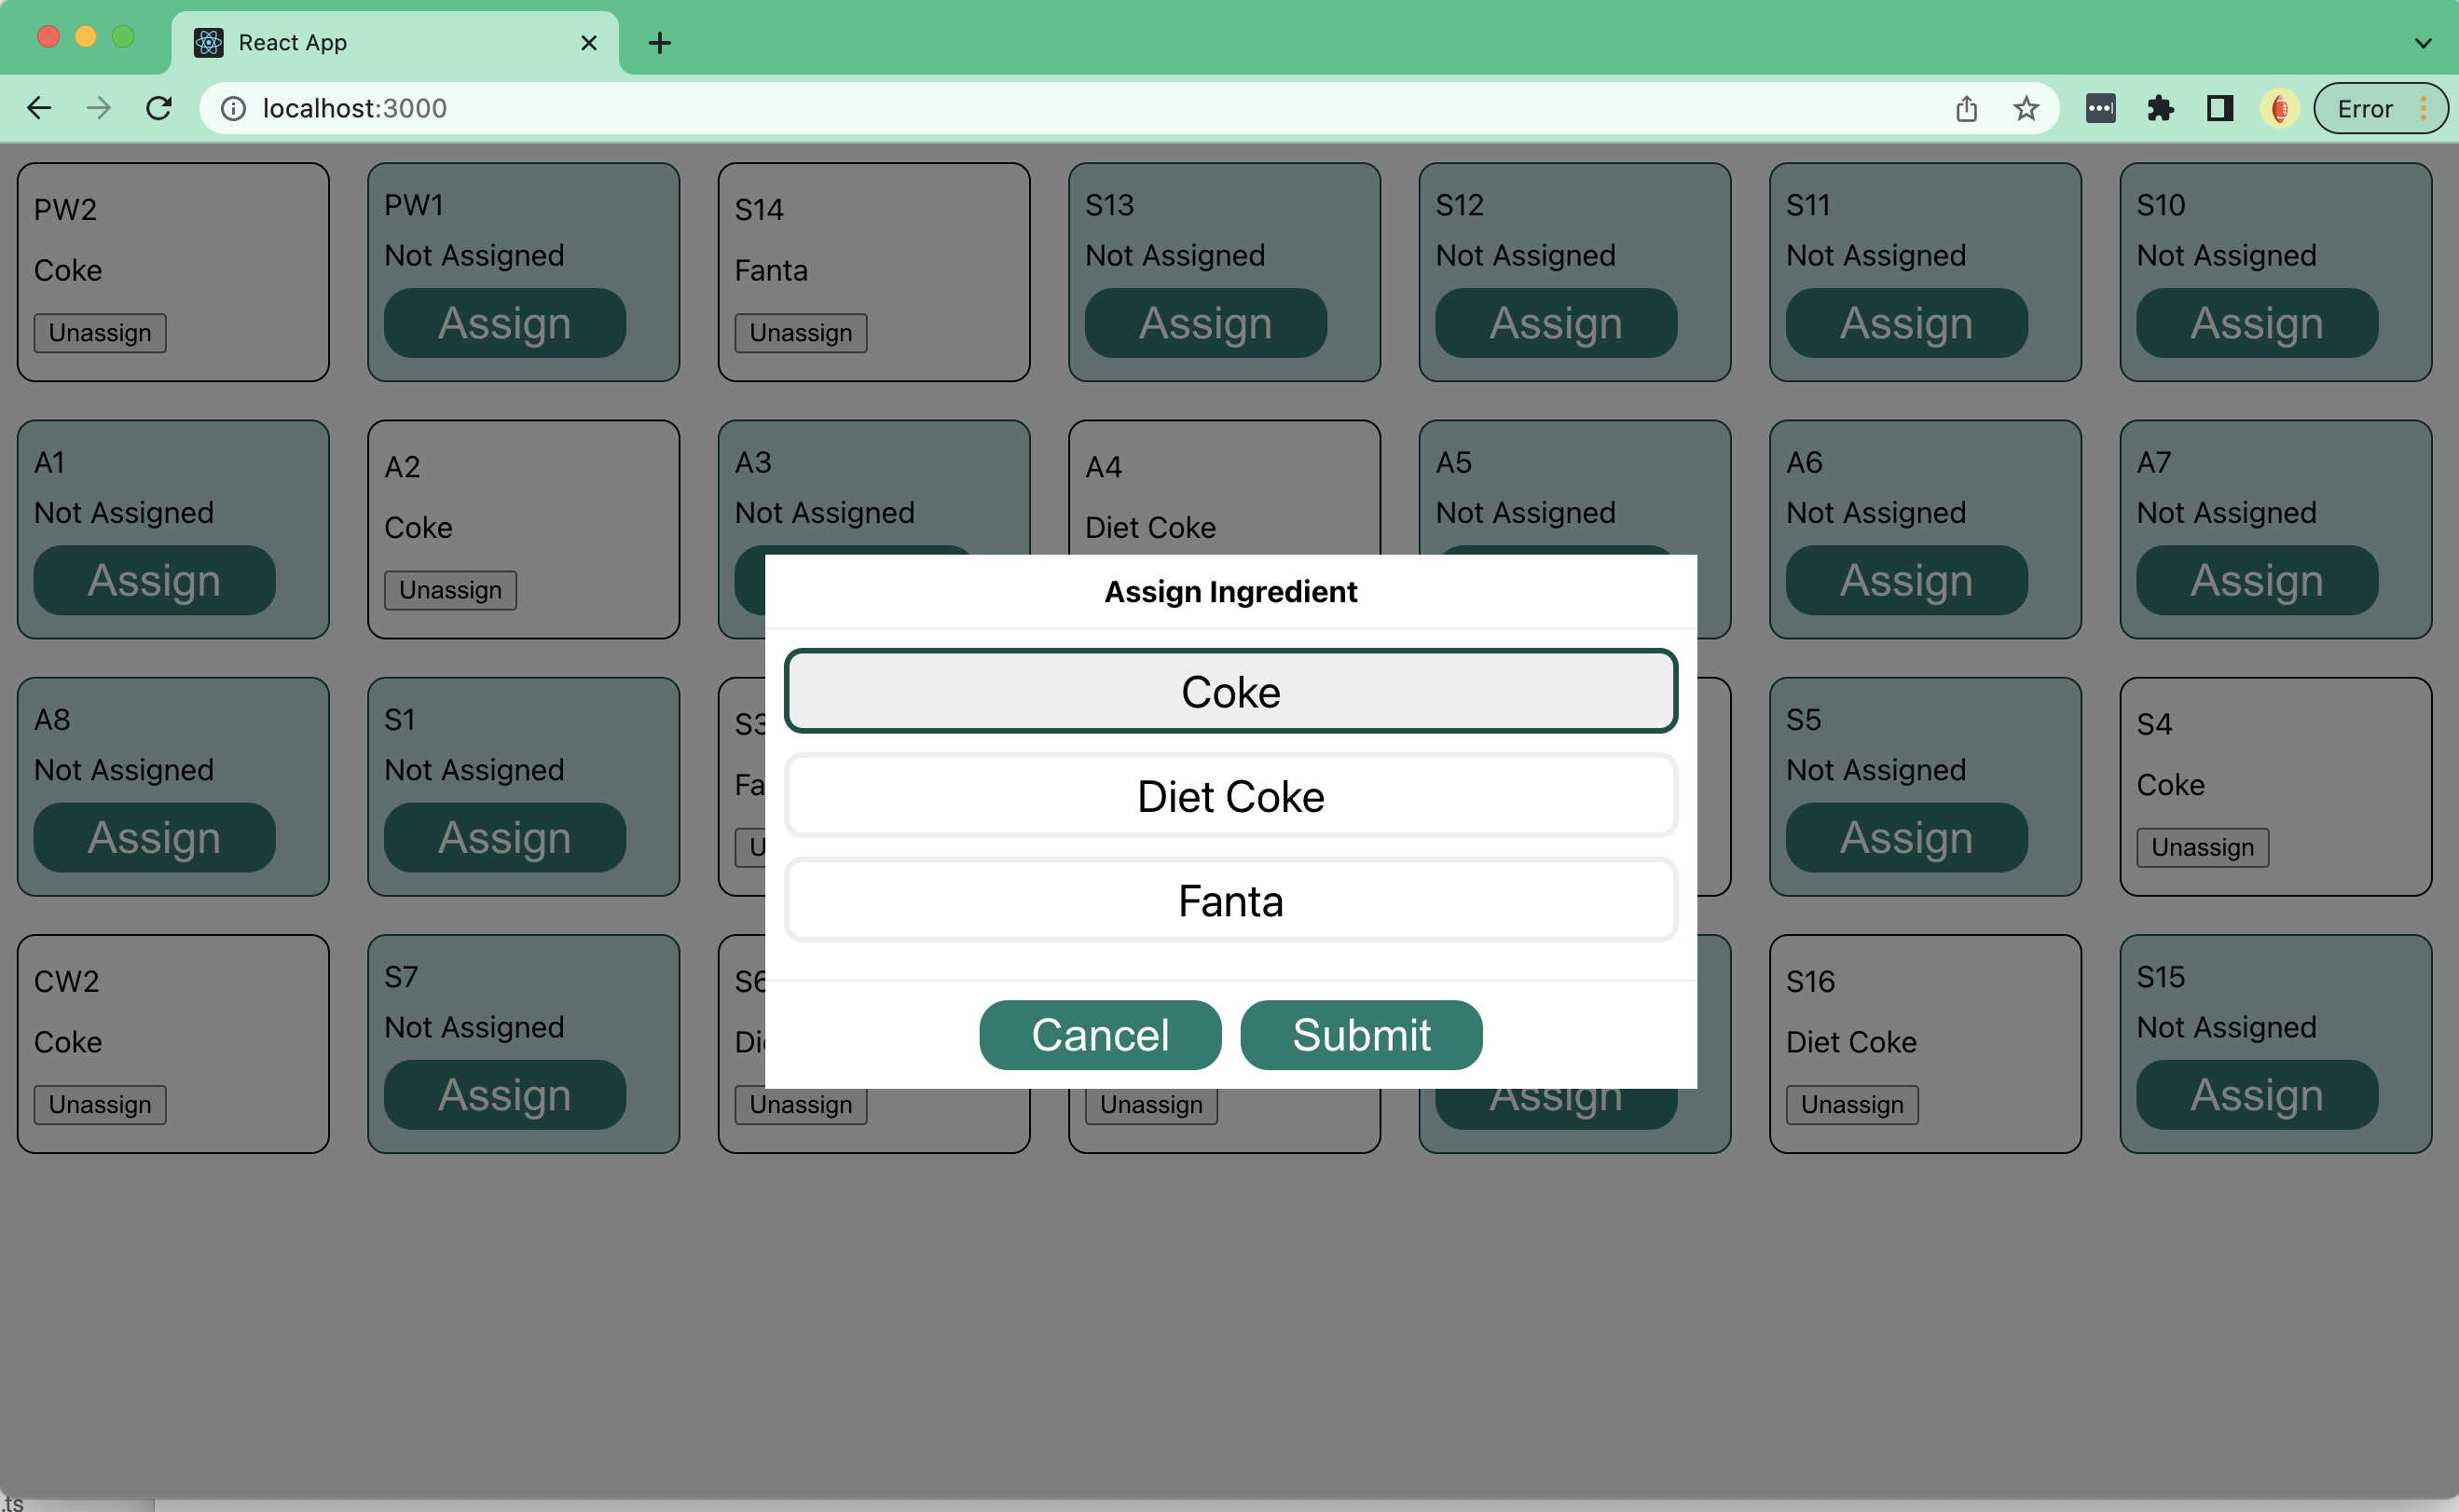 React App
localhost:3000
Error
PW2
Coke
Unassign
PW1
Not Assigned
Assign
S14
Fanta
Unassign
S13
Not Assigned
Assign
S12
Not Assigned
Assign
S11
Not Assigned
Assign
S10
Not Assigned
Assign
A1
Not Assigned
Assign
A2
Coke
Unassign
A3
Not Assigned
A4
Diet Coke
A5
Not Assigned
A6
Not Assigned
Assign
A7
Not Assigned
Assign
Assign Ingredient
Coke
Diet Coke
Fanta
Cancel
Submit
A8
Not Assigned
Assign
S1
Not Assigned
Assign
S3
Fa
U
S5
Not Assigned
Assign
S4
Coke
Unassign
CW2
Coke
Unassign
S7
Not Assigned
Assign
S6
Die
Unassign
Unassign
Assign
S16
Diet Coke
Unassign
S15
Not Assigned
Assign
.ts